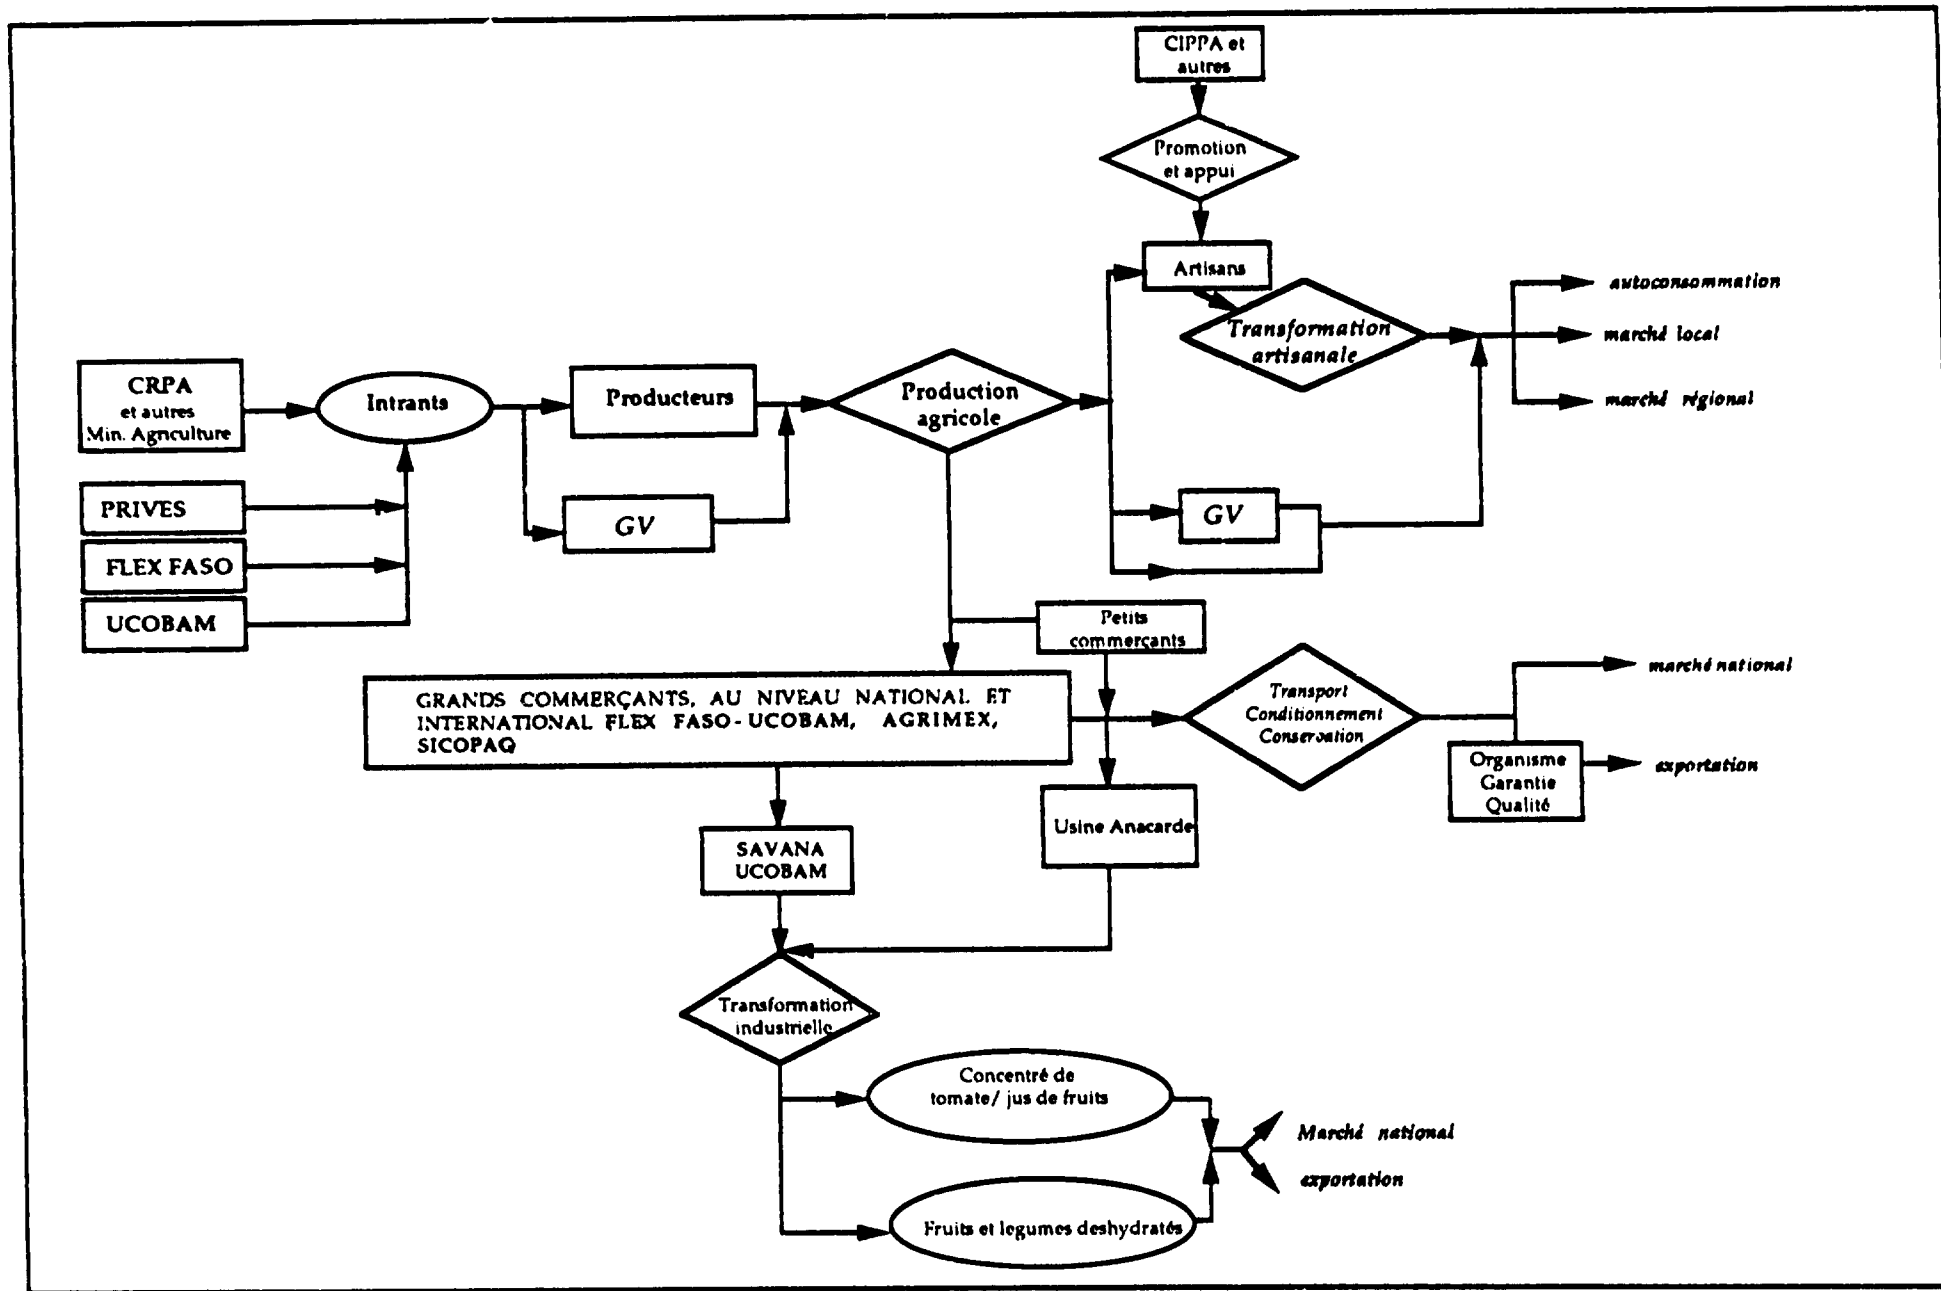 CIPPA et
autres
Promotion
et appui
Artisans
Transformation
artisanale
autoconsommation
marché local
marché régional
CRPA
et autres
Min. Agriculture
Intrants
Producteurs
Production
agricole
PRIVES
GV
GV
FLEX FASO
UCOBAM
Petits
commerçants
GRANDS COMMERÇANTS, AU NIVEAU NATIONAL ET
INTERNATIONAL FLEX FASO-UCOBAM, AGRIMEX,
SICOPAQ
Transport
Conditionnement
Conservation
marché national
Organisme
Garantie
Qualité
exportation
SAVANA
UCOBAM
Usine Anacarde
Transformation
industrielle
Concentré de
tomate/ jus de fruits
Marché national
exportation
Fruits et legumes deshydratés